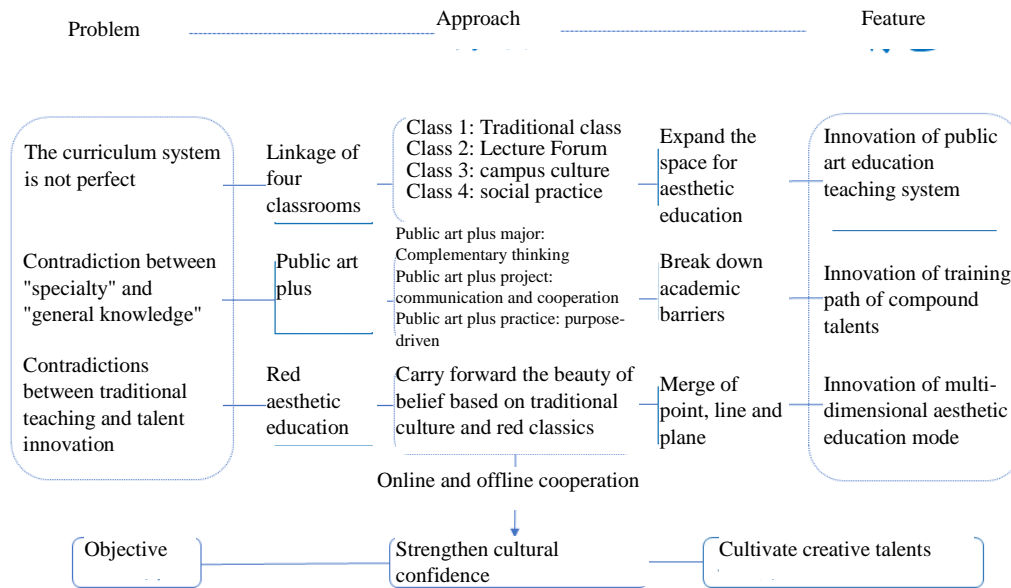 Problem
Approach
Feature
The curriculum system
is not perfect
Linkage of
four
classrooms
Class 1: Traditional class
Class 2: Lecture Forum
Class 3: campus culture
Class 4: social practice
Expand the
space for
aesthetic
education
Innovation of public
art education
teaching system
Contradiction between
"specialty" and
"general knowledge"
Public art
plus
Public art plus major:
Complementary thinking
Public art plus project:
communication and cooperation
Public art plus practice: purpose-
driven
Break down
academic
barriers
Innovation of training
path of compound
talents
Contradictions
between traditional
teaching and talent
innovation
Red
aesthetic
education
Carry forward the beauty of
belief based on traditional
culture and red classics
Merge of
point, line and
plane
Innovation of multi-
dimensional aesthetic
education mode
Online and offline cooperation
Objective
Strengthen cultural
confidence
Cultivate creative talents